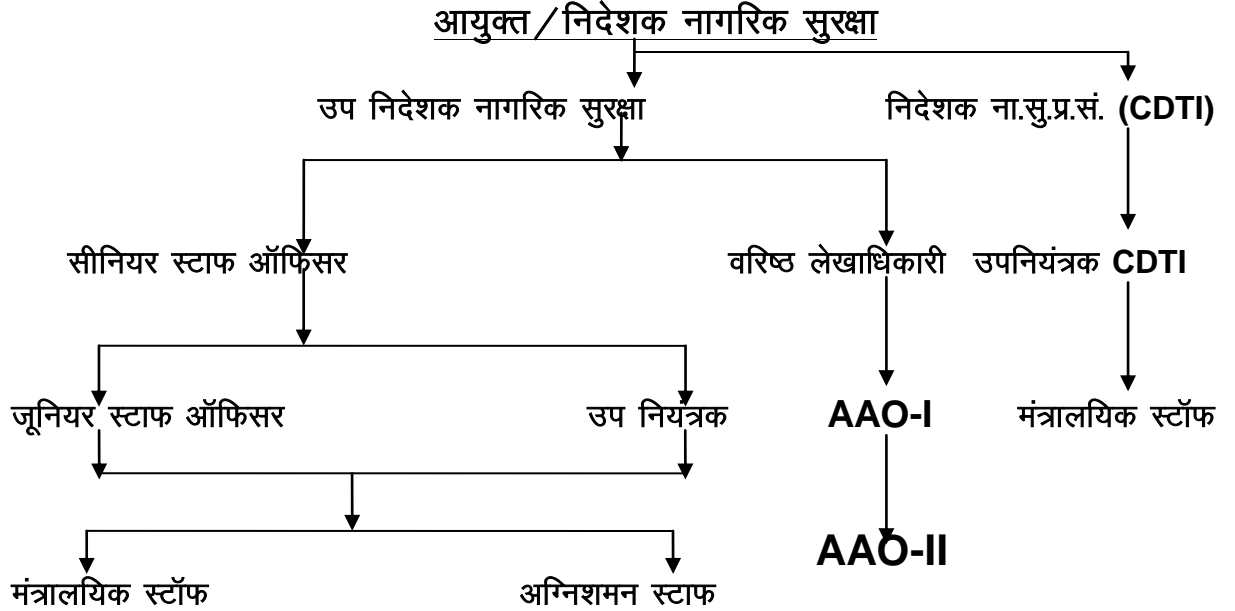 आयुक्त/निदेशक नागरिक सुरक्षा
उप निदेशक नागरिक सुरक्षा निदेशक ना.सु.प्र.सं. (CDTI)
सीनियर स्टाफ ऑफिसर वरिष्ठ लेखाधिकारी उपनियंत्रक CDTI
जूनियर स्टाफ ऑफिसर उप नियंत्रक AAO-I मंत्रालयिक स्टॉफ
AAO-II
मंत्रालयिक स्टॉफ अग्निशमन स्टाफ